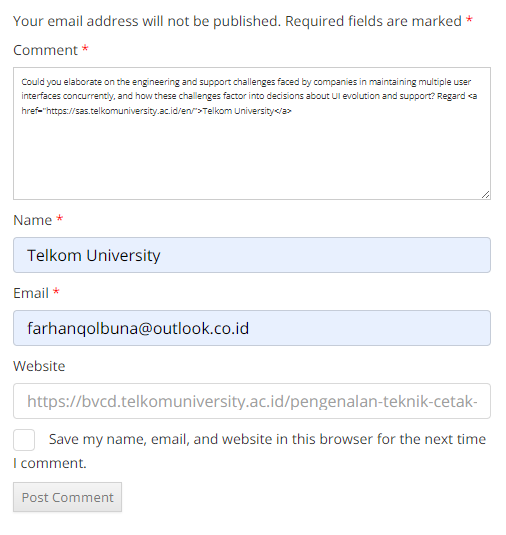 Your email address will not be published. Required fields are marked *
Comment *
Could you elaborate on the engineering and support challenges faced by companies in maintaining multiple user
interfaces concurrently, and how these challenges factor into decisions about UI evolution and support? Regard <a
href="https://sas.telkomuniversity.ac.id/en/">Telkom University</a>
Name *
Telkom University
Email *
farhanqolbuna@outlook.co.id
Website
https://bvcd.telkomuniversity.ac.id/pengenalan-teknik-cetak-
Save my name, email, and website in this browser for the next time
I comment.
Post Comment